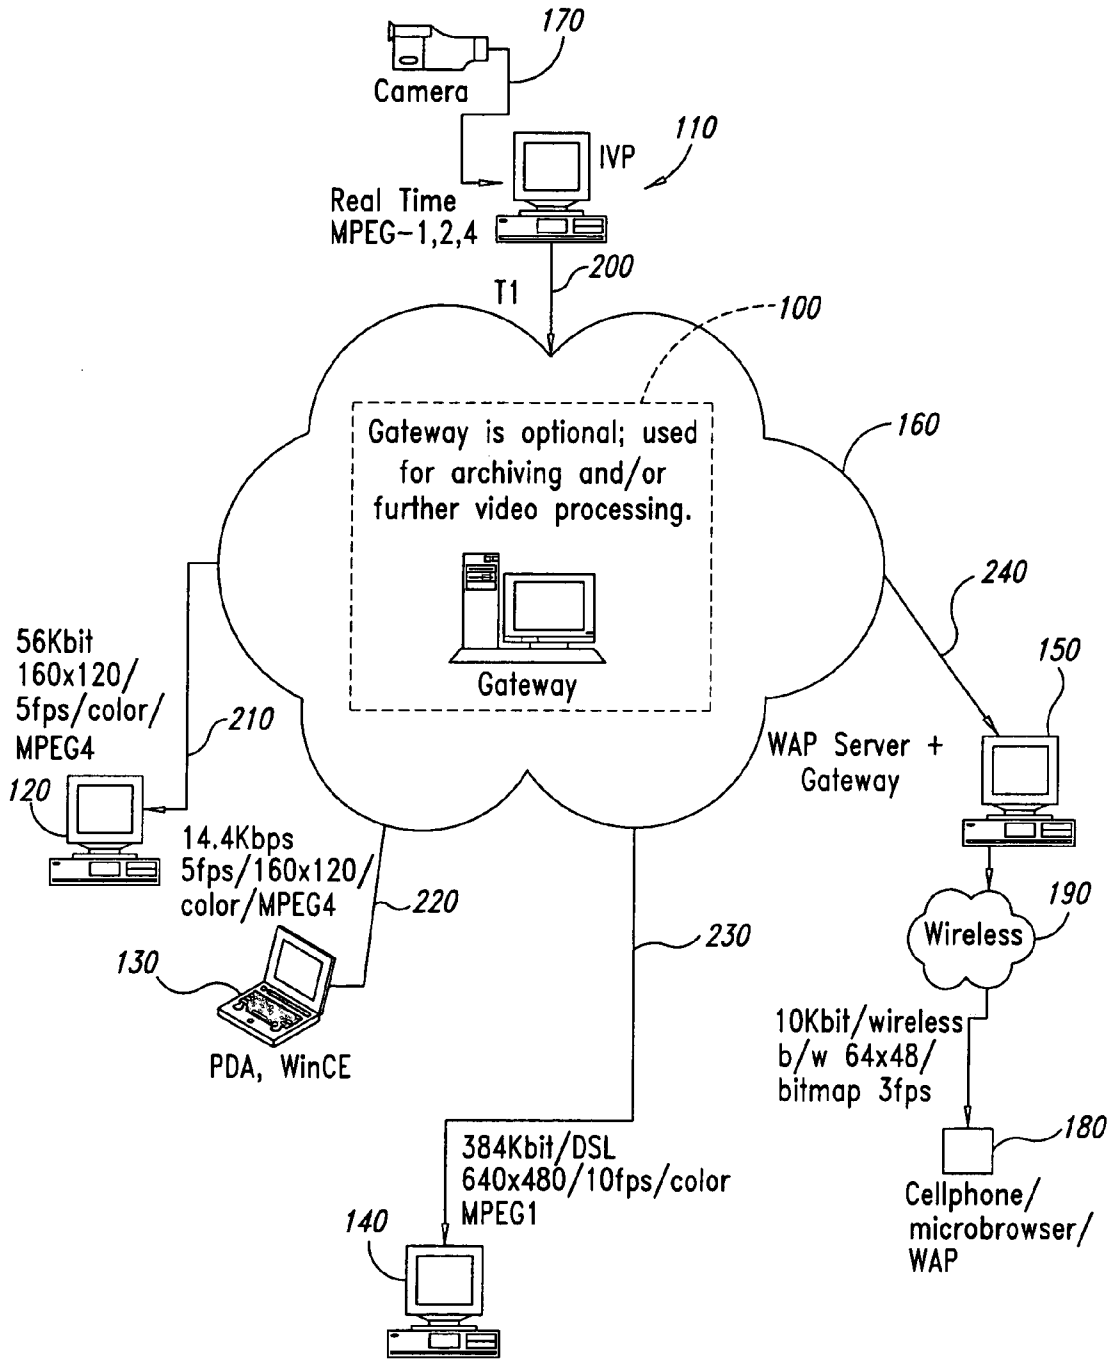 170
Camera
110
IVP
Real Time
MPEG-1,2,4
200
T1
100
Gateway is optional; used
for archiving and/or
further video processing.
160
Gateway
240
56Kbit
160x120/
5fps/color/
MPEG4
210
150
WAP Server +
Gateway
120
14.4Kbps
5fps/160x120/
color/MPEG4
220
190
Wireless
230
130
PDA, WinCE
10Kbit/wireless
b/w 64x48/
bitmap 3fps
180
Cellphone/
microbrowser/
WAP
384Kbit/DSL
640x480/10fps/color
MPEG1
140